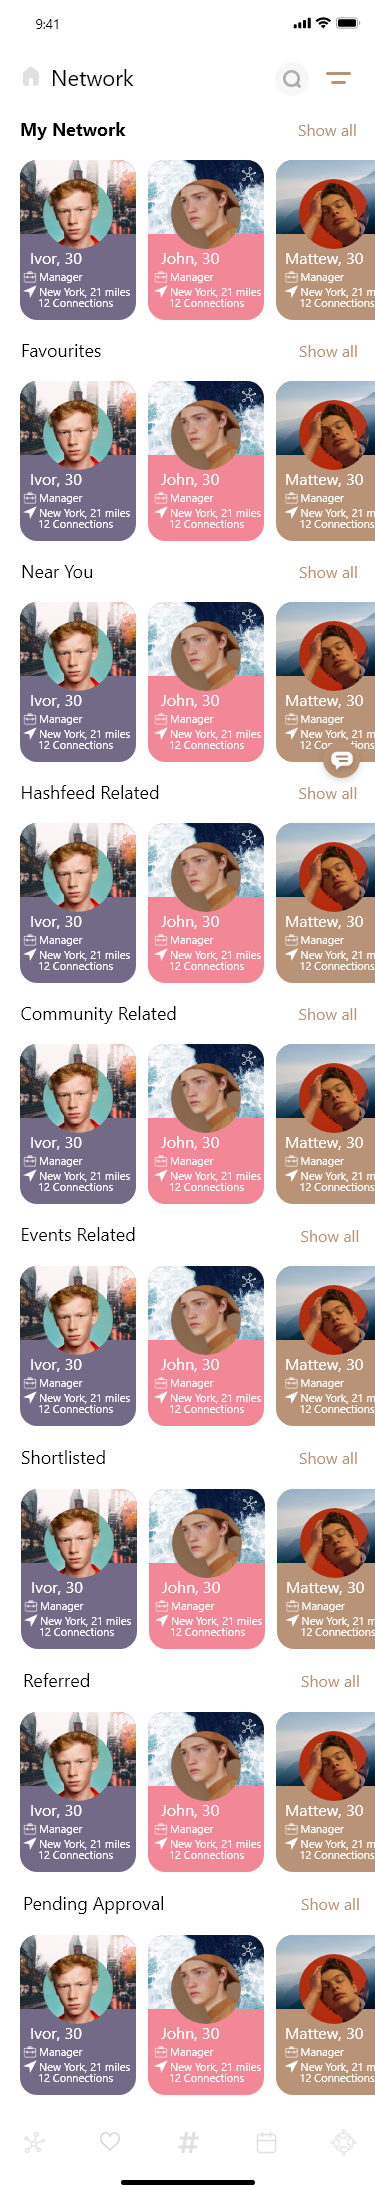 9:41
Network
My Network Show all
Ivor, 30 John, 30 Mattew, 30
Manager Manager Manager
New York, 21 miles New York, 21 miles New York, 21 m
12 Connections 12 Connections 12 Connections
Favourites Show all
Ivor, 30 John, 30 Mattew, 30
Manager Manager Manager
New York, 21 miles New York, 21 miles New York, 21 m
12 Connections 12 Connections 12 Connections
Near You Show all
Ivor, 30 John, 30 Mattew, 30
Manager Manager Manager
New York, 21 miles New York, 21 miles New York, 21 m
12 Connections 12 Connections 12
Hashfeed Related Show all
Ivor, 30 John, 30 Mattew, 30
Manager Manager Manager
New York, 21 miles New York, 21 miles New York, 21 m
12 Connections 12 Connections 12 Connections
Community Related Show all
Ivor, 30 John, 30 Mattew, 30
Manager Manager Manager
New York, 21 miles New York, 21 miles New York, 21 m
12 Connections 12 Connections 12 Connections
Events Related Show all
Ivor, 30 John, 30 Mattew, 30
Manager Manager Manager
New York, 21 miles New York, 21 miles New York, 21 m
12 Connections 12 Connections 12 Connections
Shortlisted Show all
Ivor, 30 John, 30 Mattew, 30
Manager Manager Manager
New York, 21 miles New York, 21 miles New York, 21 m
12 Connections 12 Connections 12 Connections
Referred Show all
Ivor, 30 John, 30 Mattew, 30
Manager Manager Manager
New York, 21 miles New York, 21 miles New York, 21 m
12 Connections 12 Connections 12 Connections
Pending Approval Show all
Ivor, 30 John, 30 Mattew, 30
Manager Manager Manager
New York, 21 miles New York, 21 miles New York, 21 m
12 Connections 12 Connections 12 Connections
#